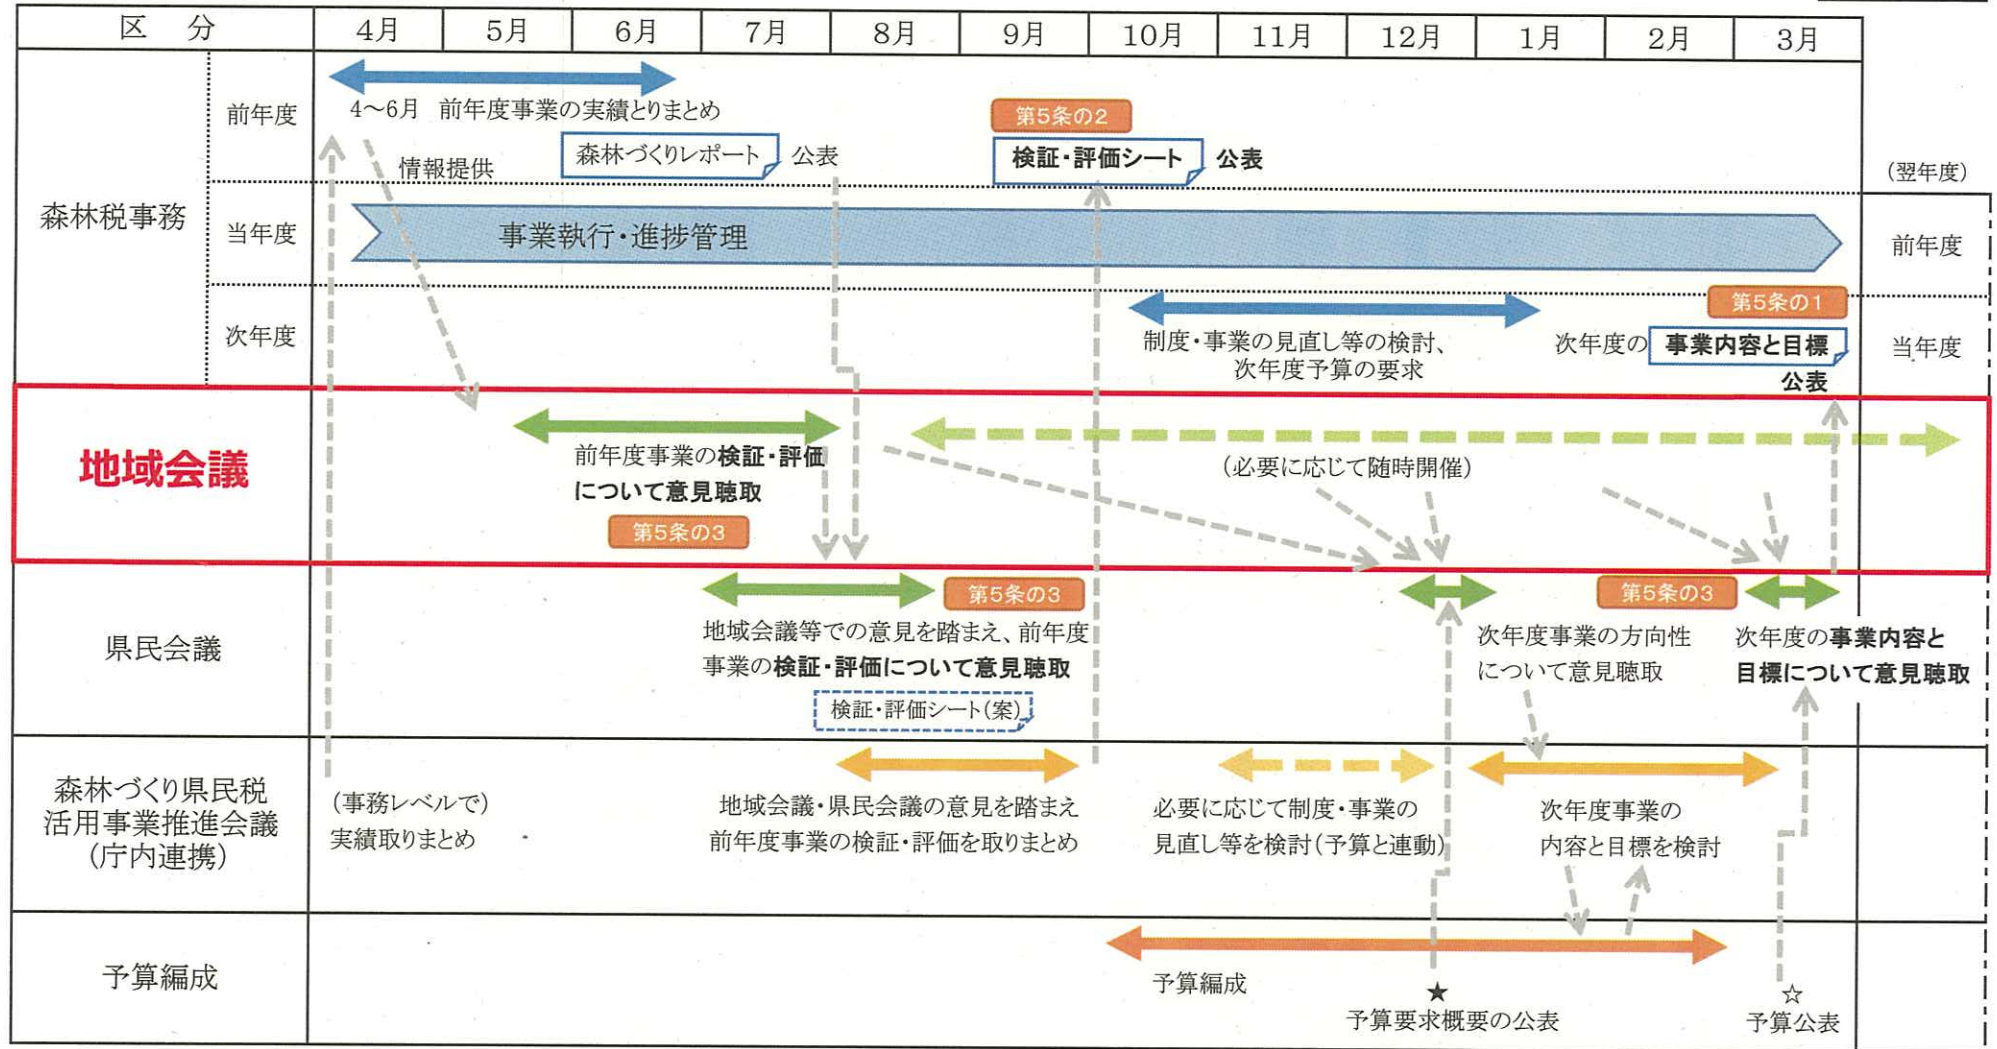 区　分
4月
5月
6月
7月
8月
9月
10月
11月
12月
1月
2月
3月
森林税事務
前年度
4～6月　前年度事業の実績とりまとめ
情報提供
森林づくりレポート
公表
第5条の2
検証・評価シート
公表
(翌年度)
当年度
事業執行・進捗管理
前年度
次年度
制度・事業の見直し等の検討、
次年度予算の要求
第5条の1
次年度の
事業内容と目標
公表
当年度
地域会議
前年度事業の検証・評価
について意見聴取
第5条の3
(必要に応じて随時開催)
県民会議
第5条の3
地域会議等での意見を踏まえ、前年度
事業の検証・評価について意見聴取
検証・評価シート(案)
第5条の3
次年度事業の方向性
について意見聴取
次年度の事業内容と
目標について意見聴取
森林づくり県民税
活用事業推進会議
(庁内連携)
(事務レベルで)
実績取りまとめ
地域会議・県民会議の意見を踏まえ
前年度事業の検証・評価を取りまとめ
必要に応じて制度・事業の
見直し等を検討(予算と連動)
次年度事業の
内容と目標を検討
予算編成
予算編成
★
予算要求概要の公表
☆
予算公表